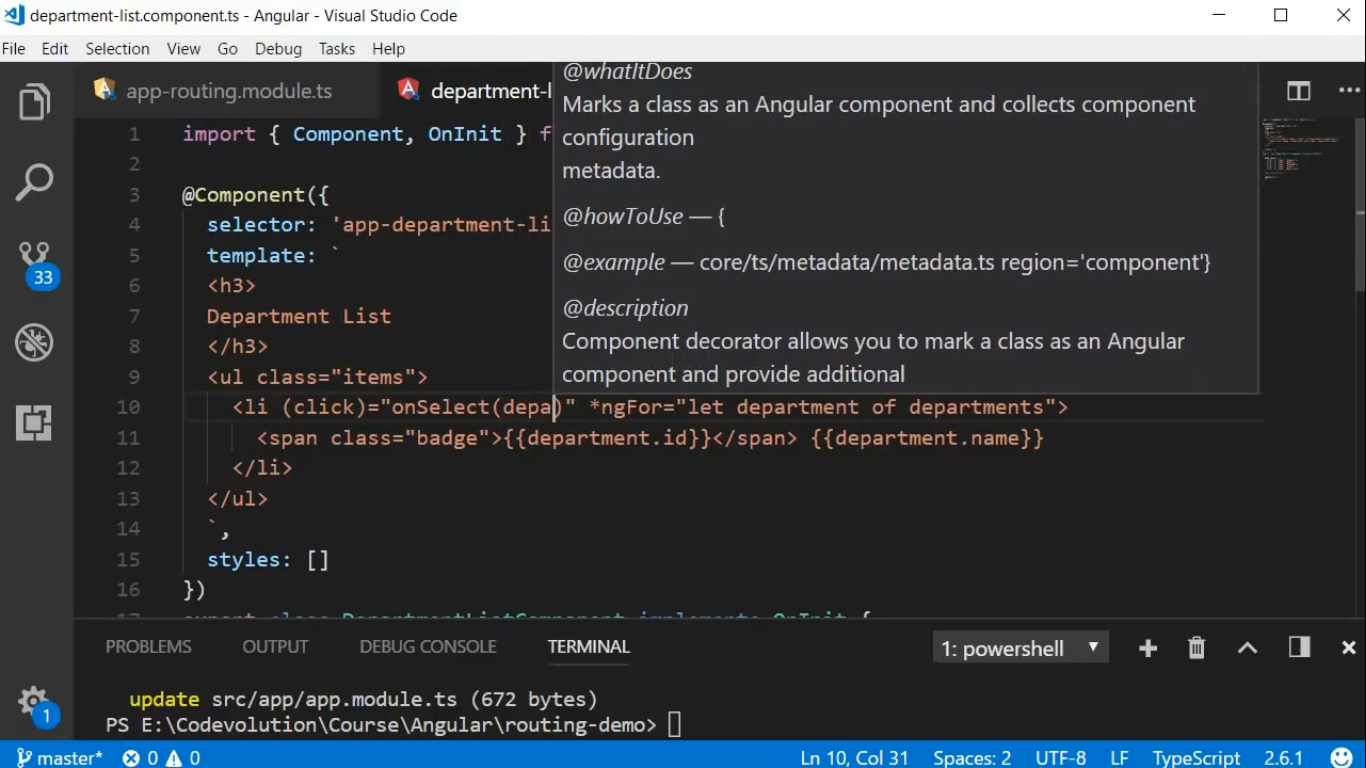 department-list.component.ts - Angular - Visual Studio Code
File Edit Selection View Go Debug Tasks Help
app-routing.module.ts department-l
@whatItDoes
Marks a class as an Angular component and collects component
configuration
metadata.
@howToUse — {
@example — core/ts/metadata/metadata.ts region='component'}
@description
Component decorator allows you to mark a class as an Angular
component and provide additional
1 import { Component, OnInit } f
2
3 @Component({
4 selector: 'app-department-li
5 template: `
6 <h3>
7 Department List
8 </h3>
9 <ul class="items">
10 <li (click)="onSelect(depa)" *ngFor="let department of departments">
11 <span class="badge">{{department.id}}</span> {{department.name}}
12 </li>
13 </ul>
14 `,
15 styles: []
16 })
17 export class DepartmentListComponent implements OnInit {
33
1
PROBLEMS OUTPUT DEBUG CONSOLE TERMINAL 1: powershell
update src/app/app.module.ts (672 bytes)
PS E:\Codevolution\Course\Angular\routing-demo>
master* 0 0 Ln 10, Col 31 Spaces: 2 UTF-8 LF TypeScript 2.6.1